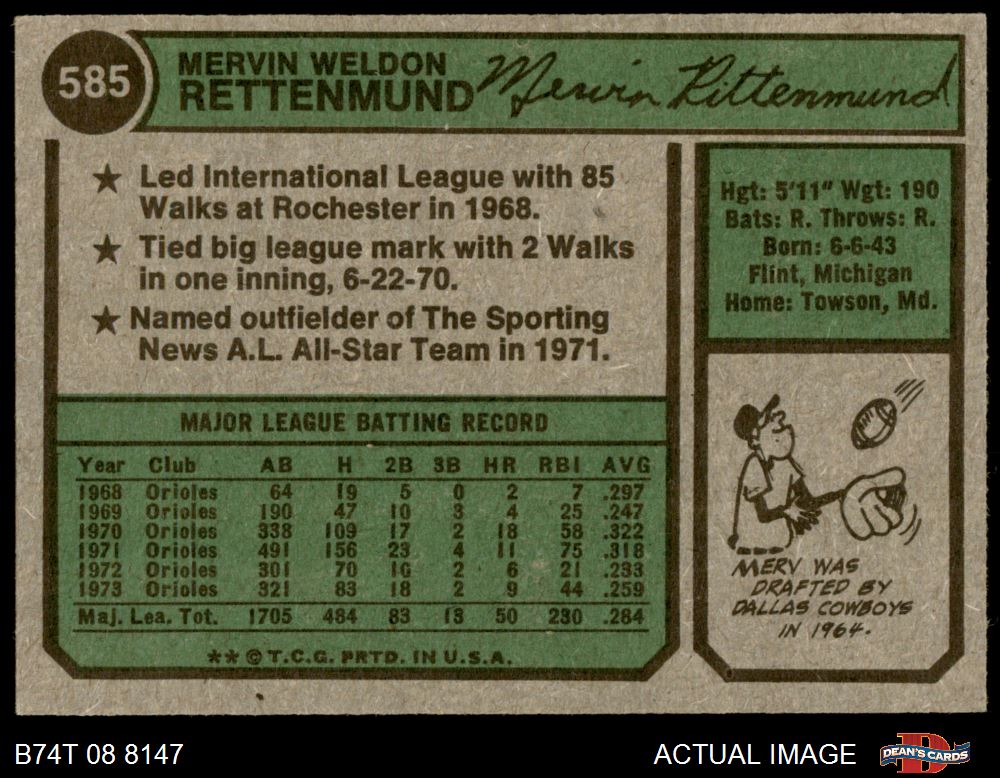 585
MERVIN WELDON
RETTENMUND
Mervin Rettenmund
★ Led International League with 85
Walks at Rochester in 1968.
★ Tied big league mark with 2 Walks
in one inning, 6-22-70.
★ Named outfielder of The Sporting
News A.L. All-Star Team in 1971.
Hgt: 5'11" Wgt: 190
Bats: R. Throws: R.
Born: 6-6-43
Flint, Michigan
Home: Towson, Md.
MAJOR LEAGUE BATTING RECORD
Year Club AB H 2B 3B HR RBI AVG
1968 Orioles 64 19 5 0 2 7 .297
1969 Orioles 190 47 10 3 4 25 .247
1970 Orioles 338 109 17 2 18 58 .322
1971 Orioles 491 156 23 4 11 75 .318
1972 Orioles 301 70 10 2 6 21 .233
1973 Orioles 321 83 18 2 9 44 .259
Maj. Lea. Tot. 1705 484 83 13 50 230 .284
** © T.C.G. PRTD. IN U.S.A.
MERV WAS
DRAFTED BY
DALLAS COWBOYS
IN 1964.
B74T 08 8147
ACTUAL IMAGE
D
DEAN'S CARDS